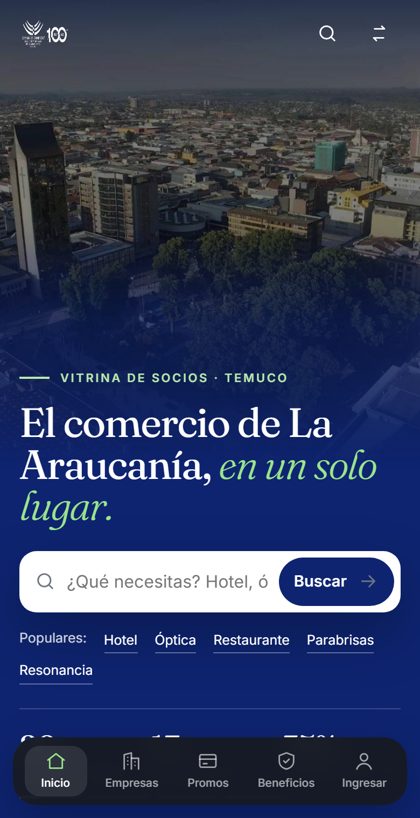 100
VITRINA DE SOCIOS · TEMUCO
El comercio de La
Araucanía, en un solo
lugar.
¿Qué necesitas? Hotel, ó
Buscar
Populares: Hotel Óptica Restaurante Parabrisas
Resonancia
Inicio Empresas Promos Beneficios Ingresar